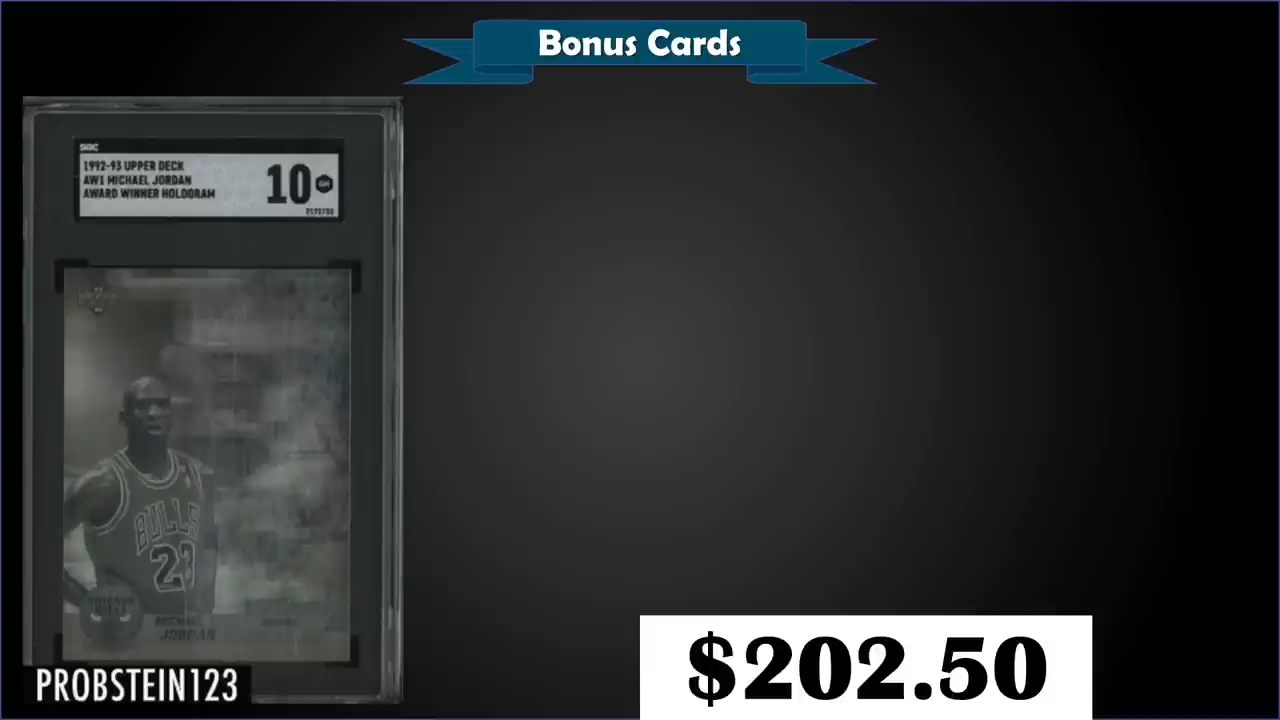 Bonus Cards
SGC
1992-93 UPPER DECK
AW1 MICHAEL JORDAN
AWARD WINNER HOLOGRAM
10
BULLS
23
MICHAEL
JORDAN
PROBSTEIN123
$202.50